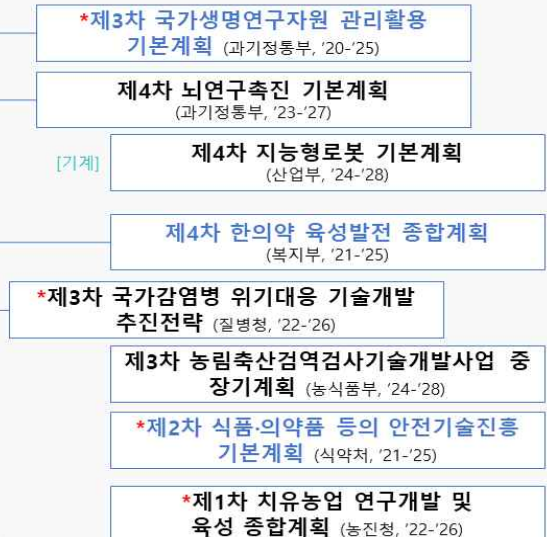 *제3차 국가생명연구자원 관리활용
기본계획 (과기정통부, '20-'25)
제4차 뇌연구촉진 기본계획
(과기정통부, '23-'27)
[기계]
제4차 지능형로봇 기본계획
(산업부, '24-'28)
제4차 한의약 육성발전 종합계획
(복지부, '21-'25)
*제3차 국가감염병 위기대응 기술개발
추진전략 (질병청, '22-'26)
제3차 농림축산검역검사기술개발사업 중
장기계획 (농식품부, '24-'28)
*제2차 식품·의약품 등의 안전기술진흥
기본계획 (식약처, '21-'25)
*제1차 치유농업 연구개발 및
육성 종합계획 (농진청, '22-'26)